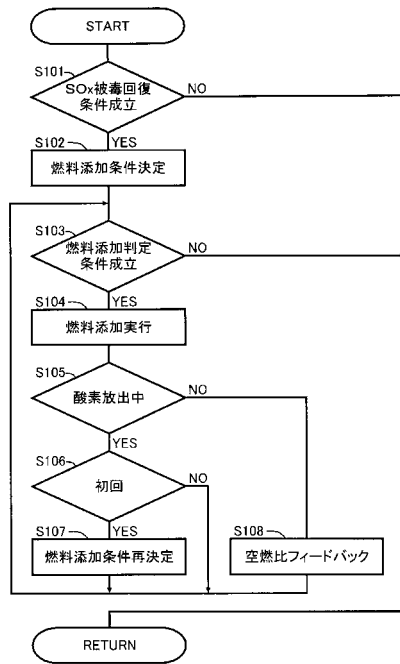 START
S101
SOx被毒回復
条件成立
NO
YES
S102
燃料添加条件決定
S103
燃料添加判定
条件成立
NO
YES
S104
燃料添加実行
S105
酸素放出中
NO
YES
S106
初回
NO
YES
S107
燃料添加条件再決定
S108
空燃比フィードバック
RETURN